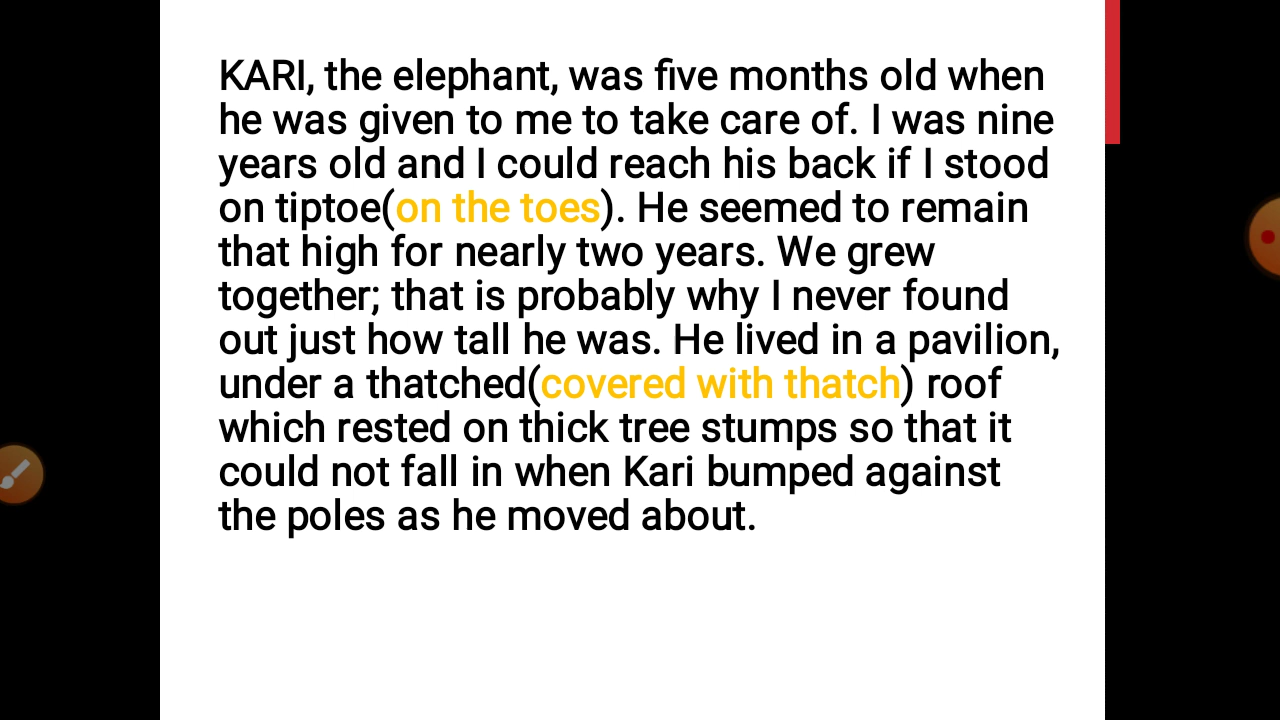 KARI, the elephant, was five months old when
he was given to me to take care of. I was nine
years old and I could reach his back if I stood
on tiptoe(on the toes). He seemed to remain
that high for nearly two years. We grew
together; that is probably why I never found
out just how tall he was. He lived in a pavilion,
under a thatched(covered with thatch) roof
which rested on thick tree stumps so that it
could not fall in when Kari bumped against
the poles as he moved about.